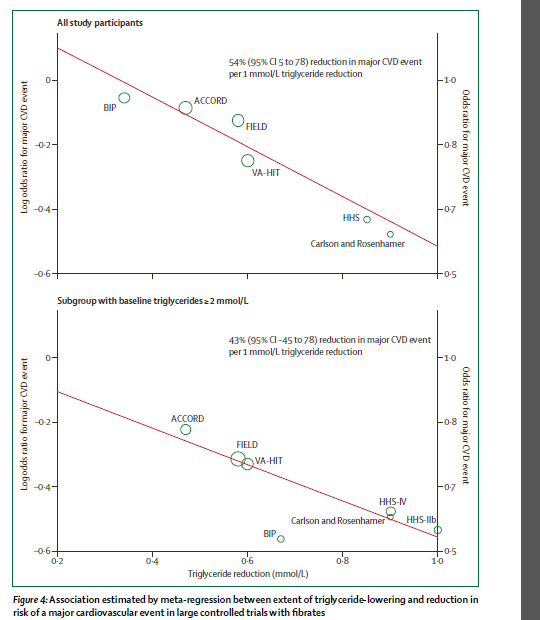 All study participants
54% (95% CI 5 to 78) reduction in major CVD event
per 1 mmol/L triglyceride reduction
Log odds ratio for major CVD event
Odds ratio for major CVD event
0
–0·2
–0·4
–0·6
1·0
0·8
0·7
0·5
BIP
ACCORD
FIELD
VA-HIT
HHS
Carlson and Rosenhamer
Subgroup with baseline triglycerides ≥2 mmol/L
43% (95% CI –45 to 78) reduction in major CVD event
per 1 mmol/L triglyceride reduction
Log odds ratio for major CVD event
Odds ratio for major CVD event
0
–0·2
–0·4
–0·6
1·0
0·8
0·7
0·5
ACCORD
FIELD
VA-HIT
HHS-IV
Carlson and Rosenhamer
HHS-IIb
BIP
0·2
0·4
0·6
0·8
1·0
Triglyceride reduction (mmol/L)
Figure 4: Association estimated by meta-regression between extent of triglyceride-lowering and reduction in
risk of a major cardiovascular event in large controlled trials with fibrates